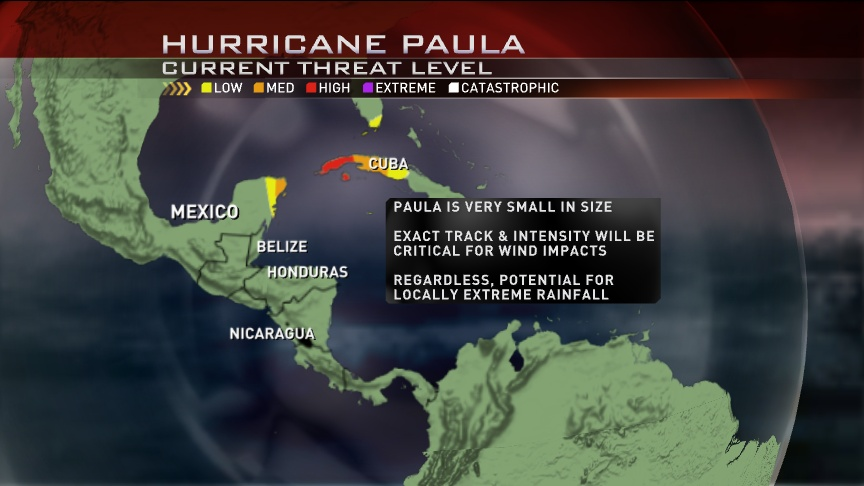 HURRICANE PAULA
CURRENT THREAT LEVEL
LOW MED HIGH EXTREME CATASTROPHIC
CUBA
MEXICO
PAULA IS VERY SMALL IN SIZE
EXACT TRACK & INTENSITY WILL BE
CRITICAL FOR WIND IMPACTS
REGARDLESS, POTENTIAL FOR
LOCALLY EXTREME RAINFALL
BELIZE
HONDURAS
NICARAGUA